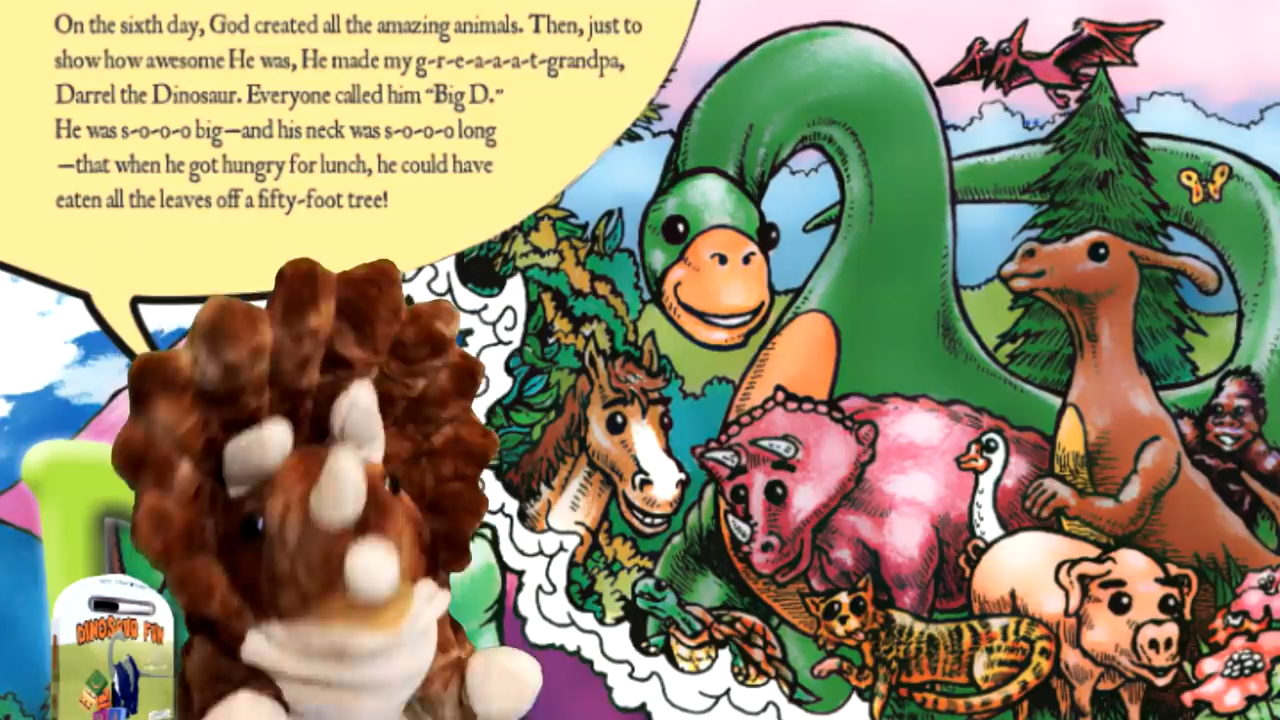 On the sixth day, God created all the amazing animals. Then, just to
show how awesome He was, He made my g-r-e-a-a-a-t-grandpa,
Darrel the Dinosaur. Everyone called him “Big D.”
He was s-o-o-o big—and his neck was s-o-o-o long
—that when he got hungry for lunch, he could have
eaten all the leaves off a fifty-foot tree!
DINOSAUR FUN